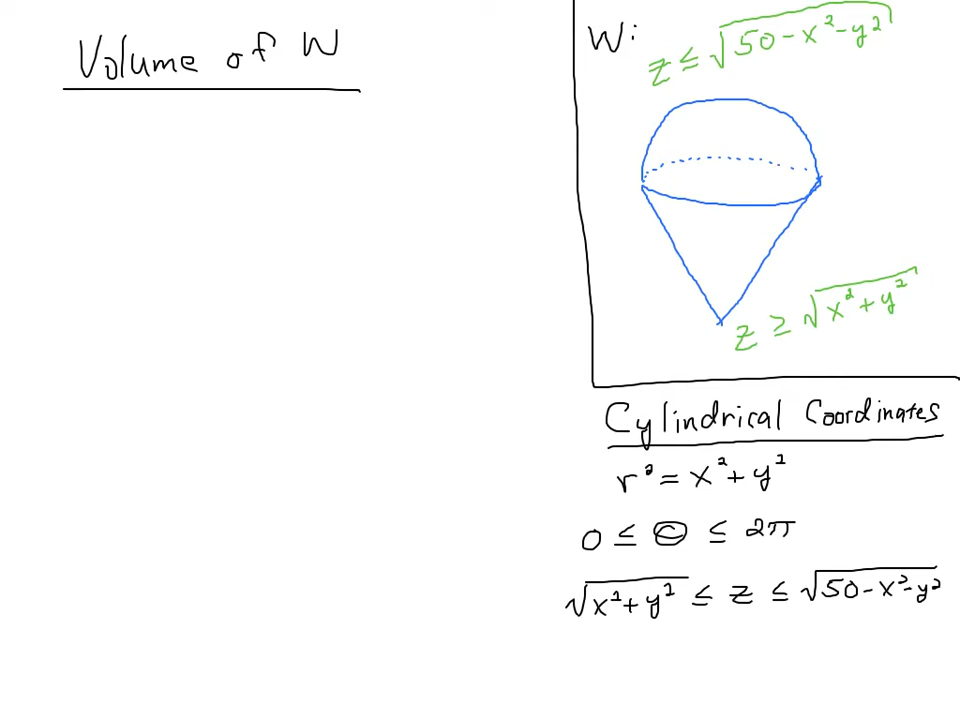 Volume of W
W:
z ≤ √(50-x²-y²)
z ≥ √(x²+y²)
Cylindrical Coordinates
r² = x² + y²
0 ≤ Θ ≤ 2π
√(x²+y²) ≤ z ≤ √(50-x²-y²)